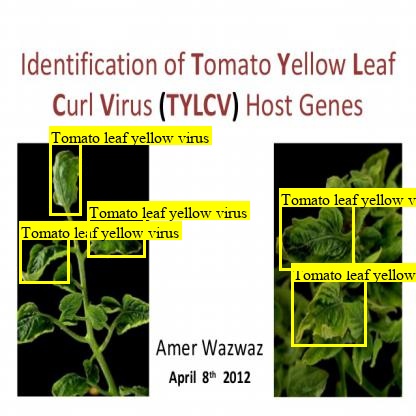 Identification of Tomato Yellow Leaf
Curl Virus (TYLCV) Host Genes
Tomato leaf yellow virus
Tomato leaf yellow virus
Tomato leaf yellow virus
Tomato leaf yellow v
Tomato leaf yellow
Amer Wazwaz
April 8th 2012